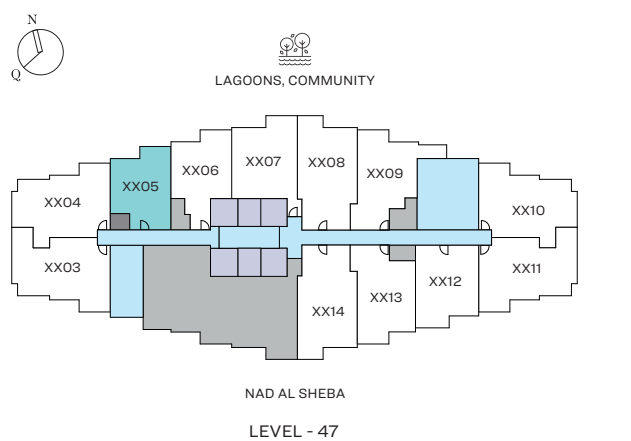 N
Q
LAGOONS, COMMUNITY
XX07 XX08
XX06 XX09
XX05
XX04 XX10
XX03 XX11
XX12
XX13
XX14
NAD AL SHEBA
LEVEL - 47